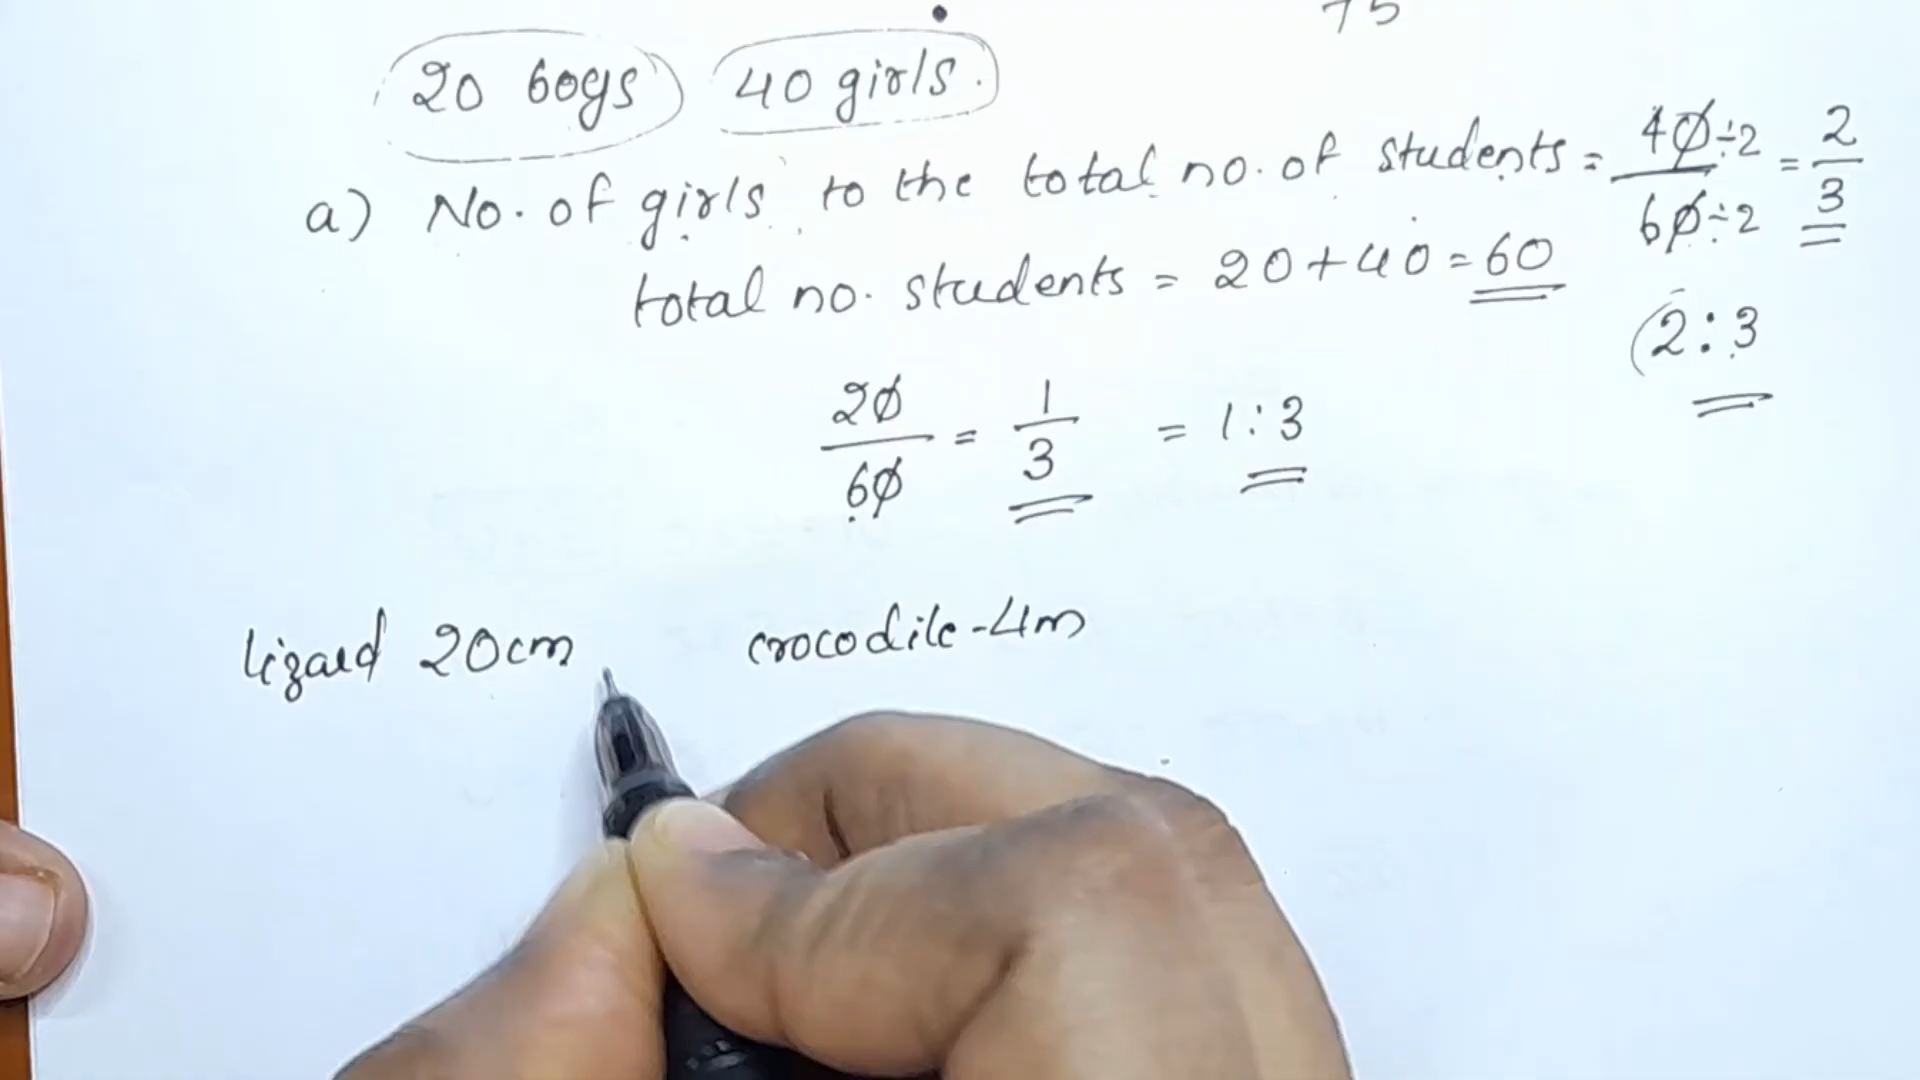 75
20 boys 40 girls.
a) No. of girls to the total no. of students = 40÷2 / 60÷2 = 2/3
total no. students = 20+40=60
2:3
20/60 = 1/3 = 1:3
lizard 20cm crocodile-4m